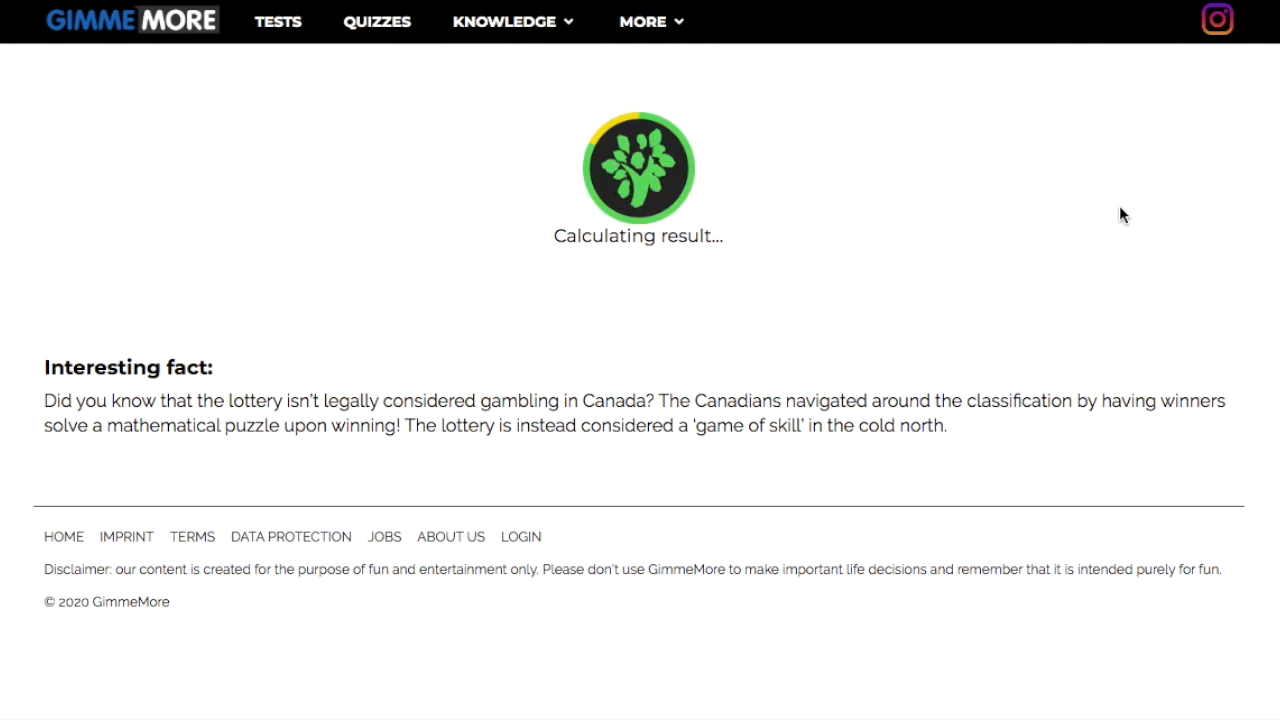 GIMME MORE TESTS QUIZZES KNOWLEDGE MORE
Calculating result...
Interesting fact:
Did you know that the lottery isn't legally considered gambling in Canada? The Canadians navigated around the classification by having winners
solve a mathematical puzzle upon winning! The lottery is instead considered a 'game of skill' in the cold north.
HOME IMPRINT TERMS DATA PROTECTION JOBS ABOUT US LOGIN
Disclaimer: our content is created for the purpose of fun and entertainment only. Please don't use GimmeMore to make important life decisions and remember that it is intended purely for fun.
© 2020 GimmeMore